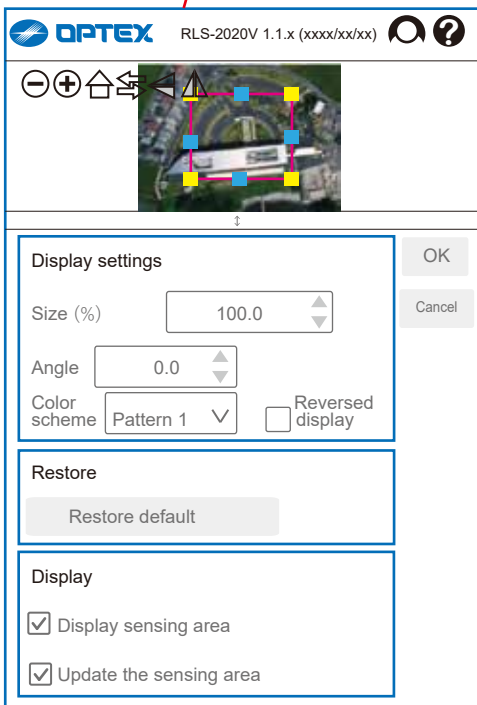 OPTEX RLS-2020V 1.1.x (xxxx/xx/xx) ?
Display settings
OK
Size (%) 100.0
Cancel
Angle 0.0
Color scheme Pattern 1 Reversed display
Restore
Restore default
Display
Display sensing area
Update the sensing area